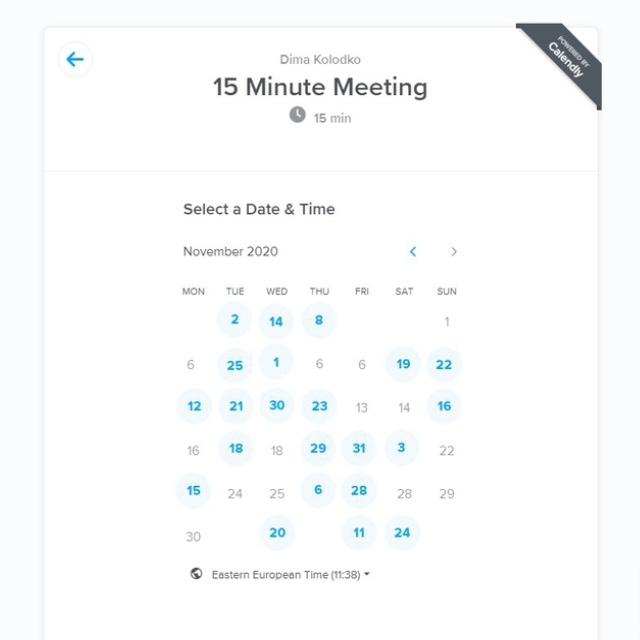 POWERED BY
Calendly
Dima Kolodko
15 Minute Meeting
15 min
Select a Date & Time
November 2020
MON TUE WED THU FRI SAT SUN
2 14 8 1
6 25 1 6 6 19 22
12 21 30 23 13 14 16
16 18 18 29 31 3 22
15 24 25 6 28 28 29
30 20 11 24
Eastern European Time (11:38)